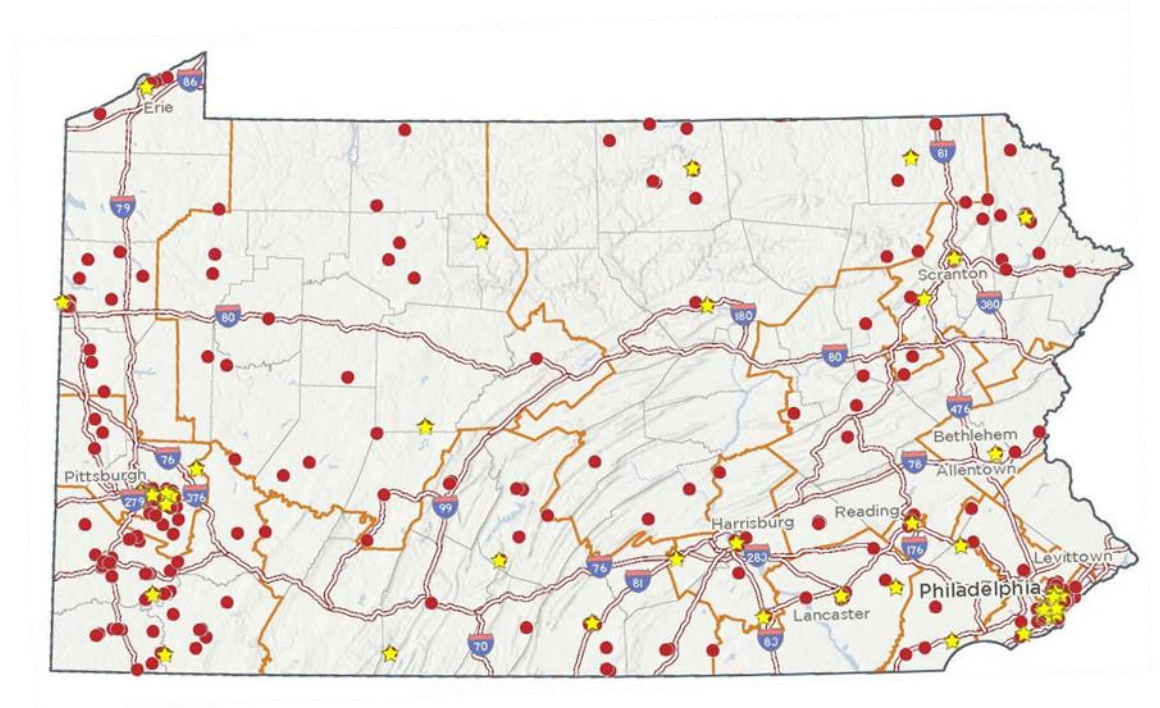 86
Erie
81
79
Scranton
380
80
180
80
476
Bethlehem
76
78
Allentown
Pittsburgh
279
376
99
Reading
Harrisburg
283
176
Levittown
76
81
Philadelphia
Lancaster
70
83